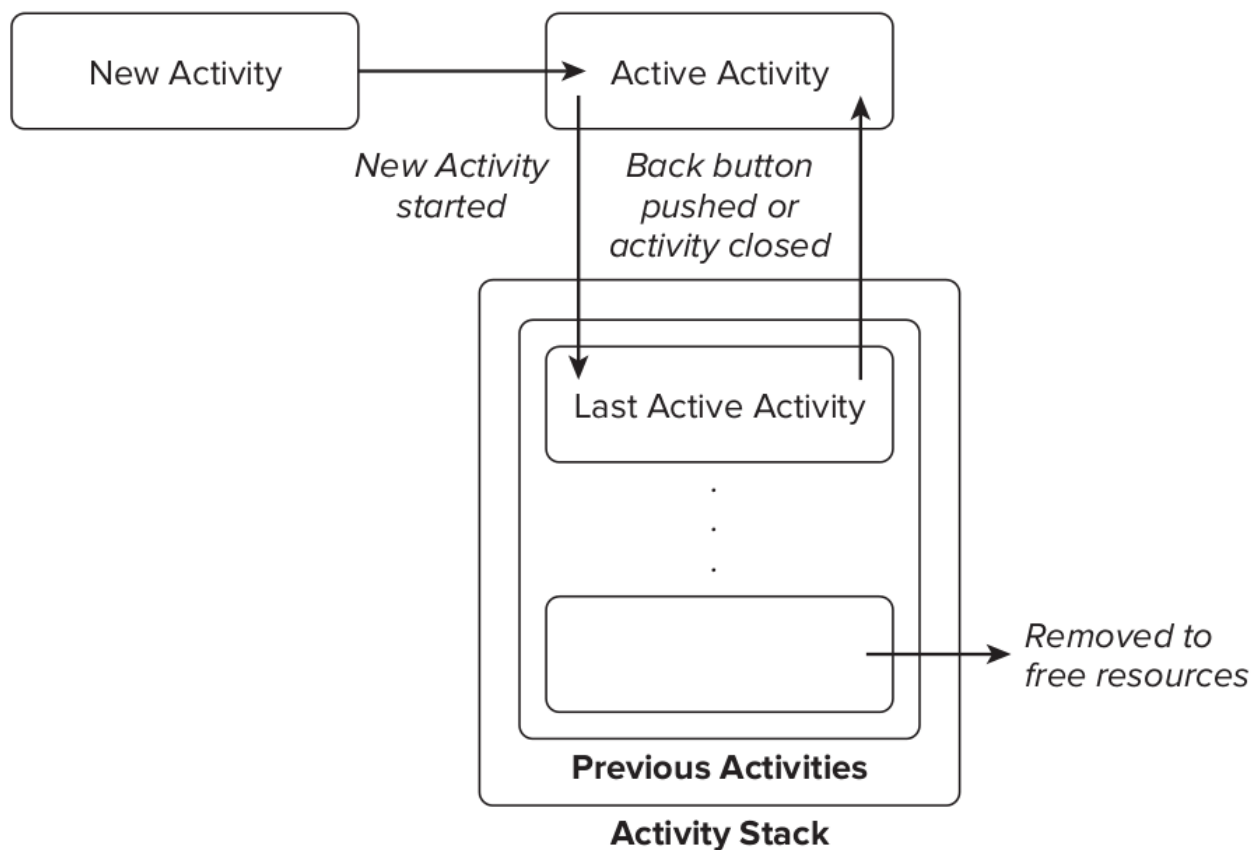 New Activity
Active Activity
New Activity
started
Back button
pushed or
activity closed
Last Active Activity
.
.
.
Removed to
free resources
Previous Activities
Activity Stack